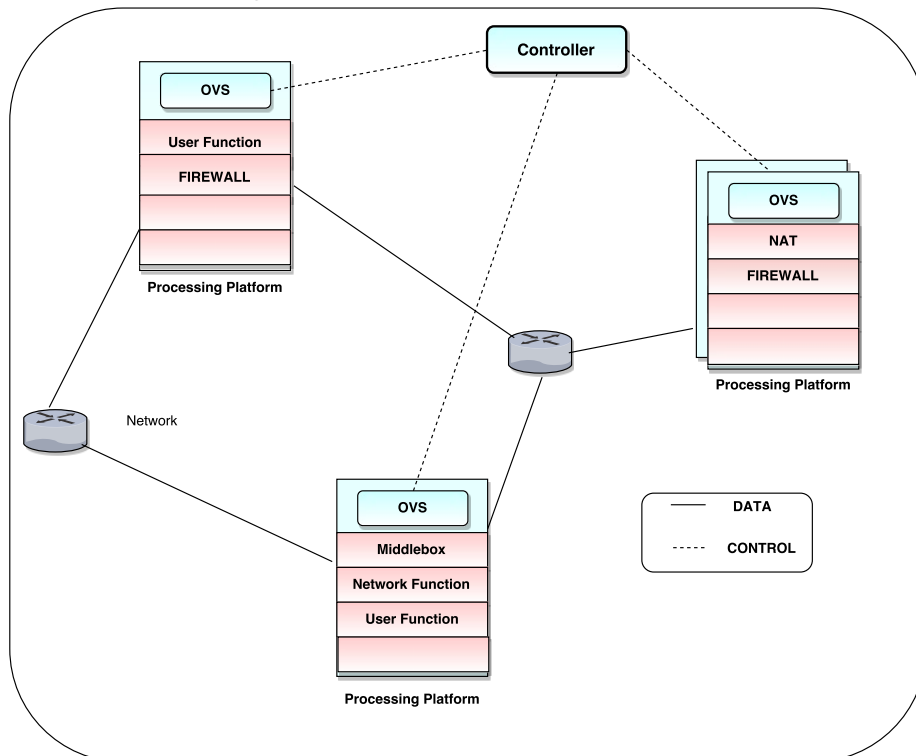 Controller
OVS
User Function
FIREWALL
Processing Platform
OVS
NAT
FIREWALL
Processing Platform
Network
OVS
Middlebox
Network Function
User Function
Processing Platform
DATA
CONTROL